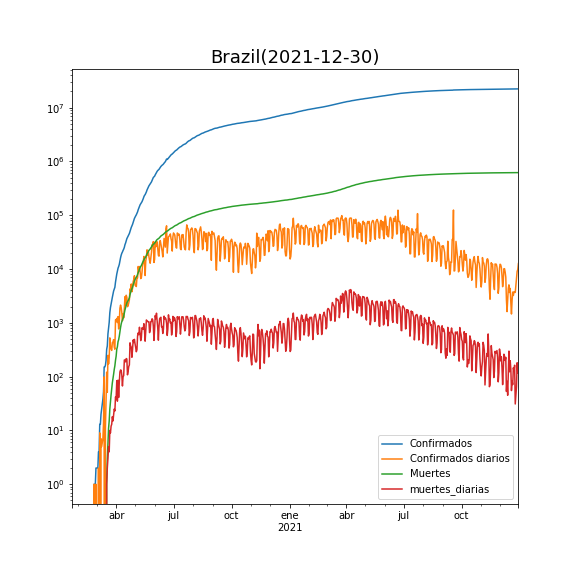 Brazil(2021-12-30)
10⁷
10⁶
10⁵
10⁴
10³
10²
10¹
10⁰
Confirmados
Confirmados diarios
Muertes
muertes_diarias
abr jul oct ene abr jul oct
2021